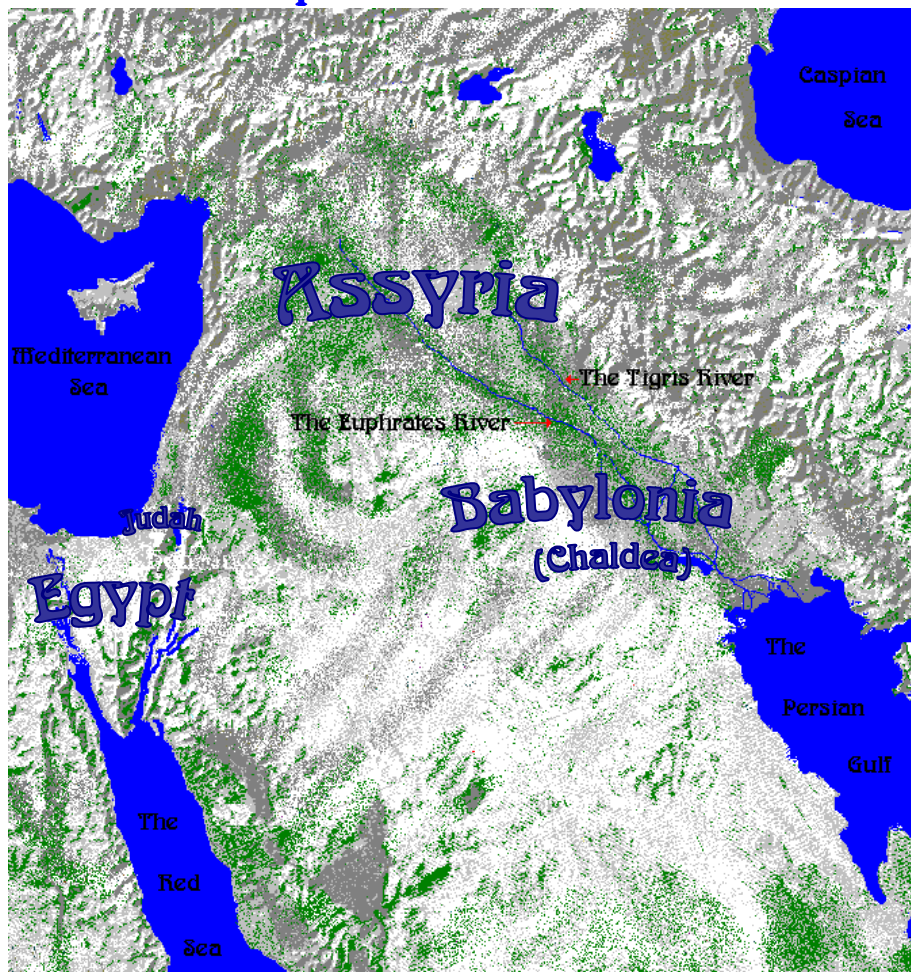 Caspian
Sea
Assyria
Mediterranean
Sea
The Tigris River
The Euphrates River
Babylonia
Judah
(Chaldea)
Egypt
The
Persian
Gulf
The
Red
Sea